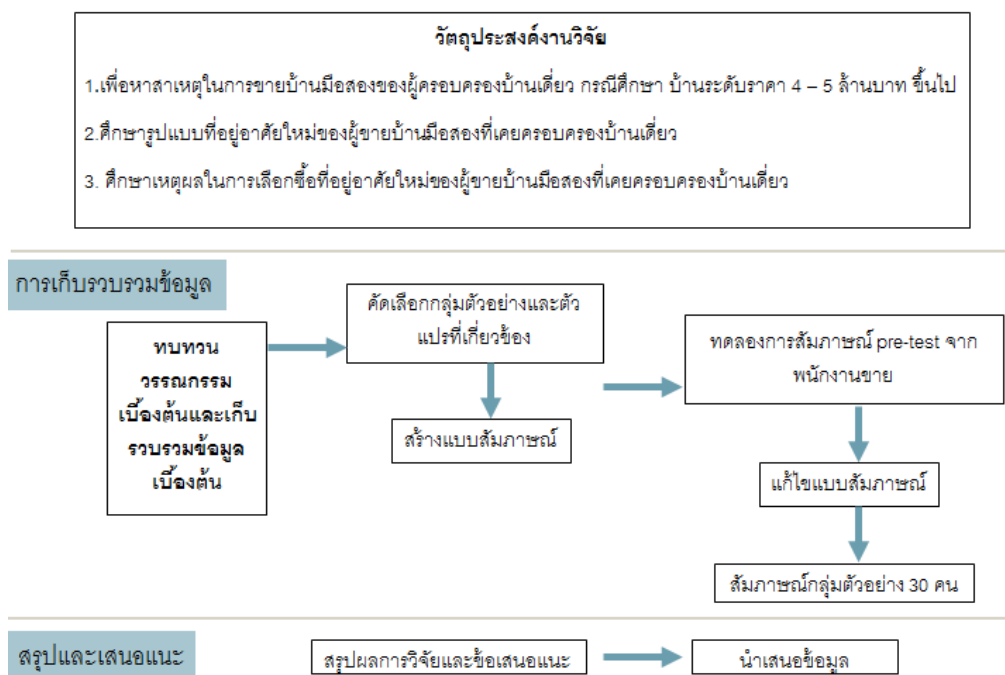 วัตถุประสงค์งานวิจัย
1.เพื่อหาสาเหตุในการขายบ้านมือสองของผู้ครอบครองบ้านเดี่ยว กรณีศึกษา บ้านระดับราคา 4 – 5 ล้านบาท ขึ้นไป
2.ศึกษารูปแบบที่อยู่อาศัยใหม่ของผู้ขายบ้านมือสองที่เคยครอบครองบ้านเดี่ยว
3. ศึกษาเหตุผลในการเลือกซื้อที่อยู่อาศัยใหม่ของผู้ขายบ้านมือสองที่เคยครอบครองบ้านเดี่ยว
การเก็บรวบรวมข้อมูล
ทบทวน
วรรณกรรม
เบื้องต้นและเก็บ
รวบรวมข้อมูล
เบื้องต้น
คัดเลือกกลุ่มตัวอย่างและตัว
แปรที่เกี่ยวข้อง
สร้างแบบสัมภาษณ์
ทดลองการสัมภาษณ์ pre-test จาก
พนักงานขาย
แก้ไขแบบสัมภาษณ์
สัมภาษณ์กลุ่มตัวอย่าง 30 คน
สรุปและเสนอแนะ
สรุปผลการวิจัยและข้อเสนอแนะ
นำเสนอข้อมูล